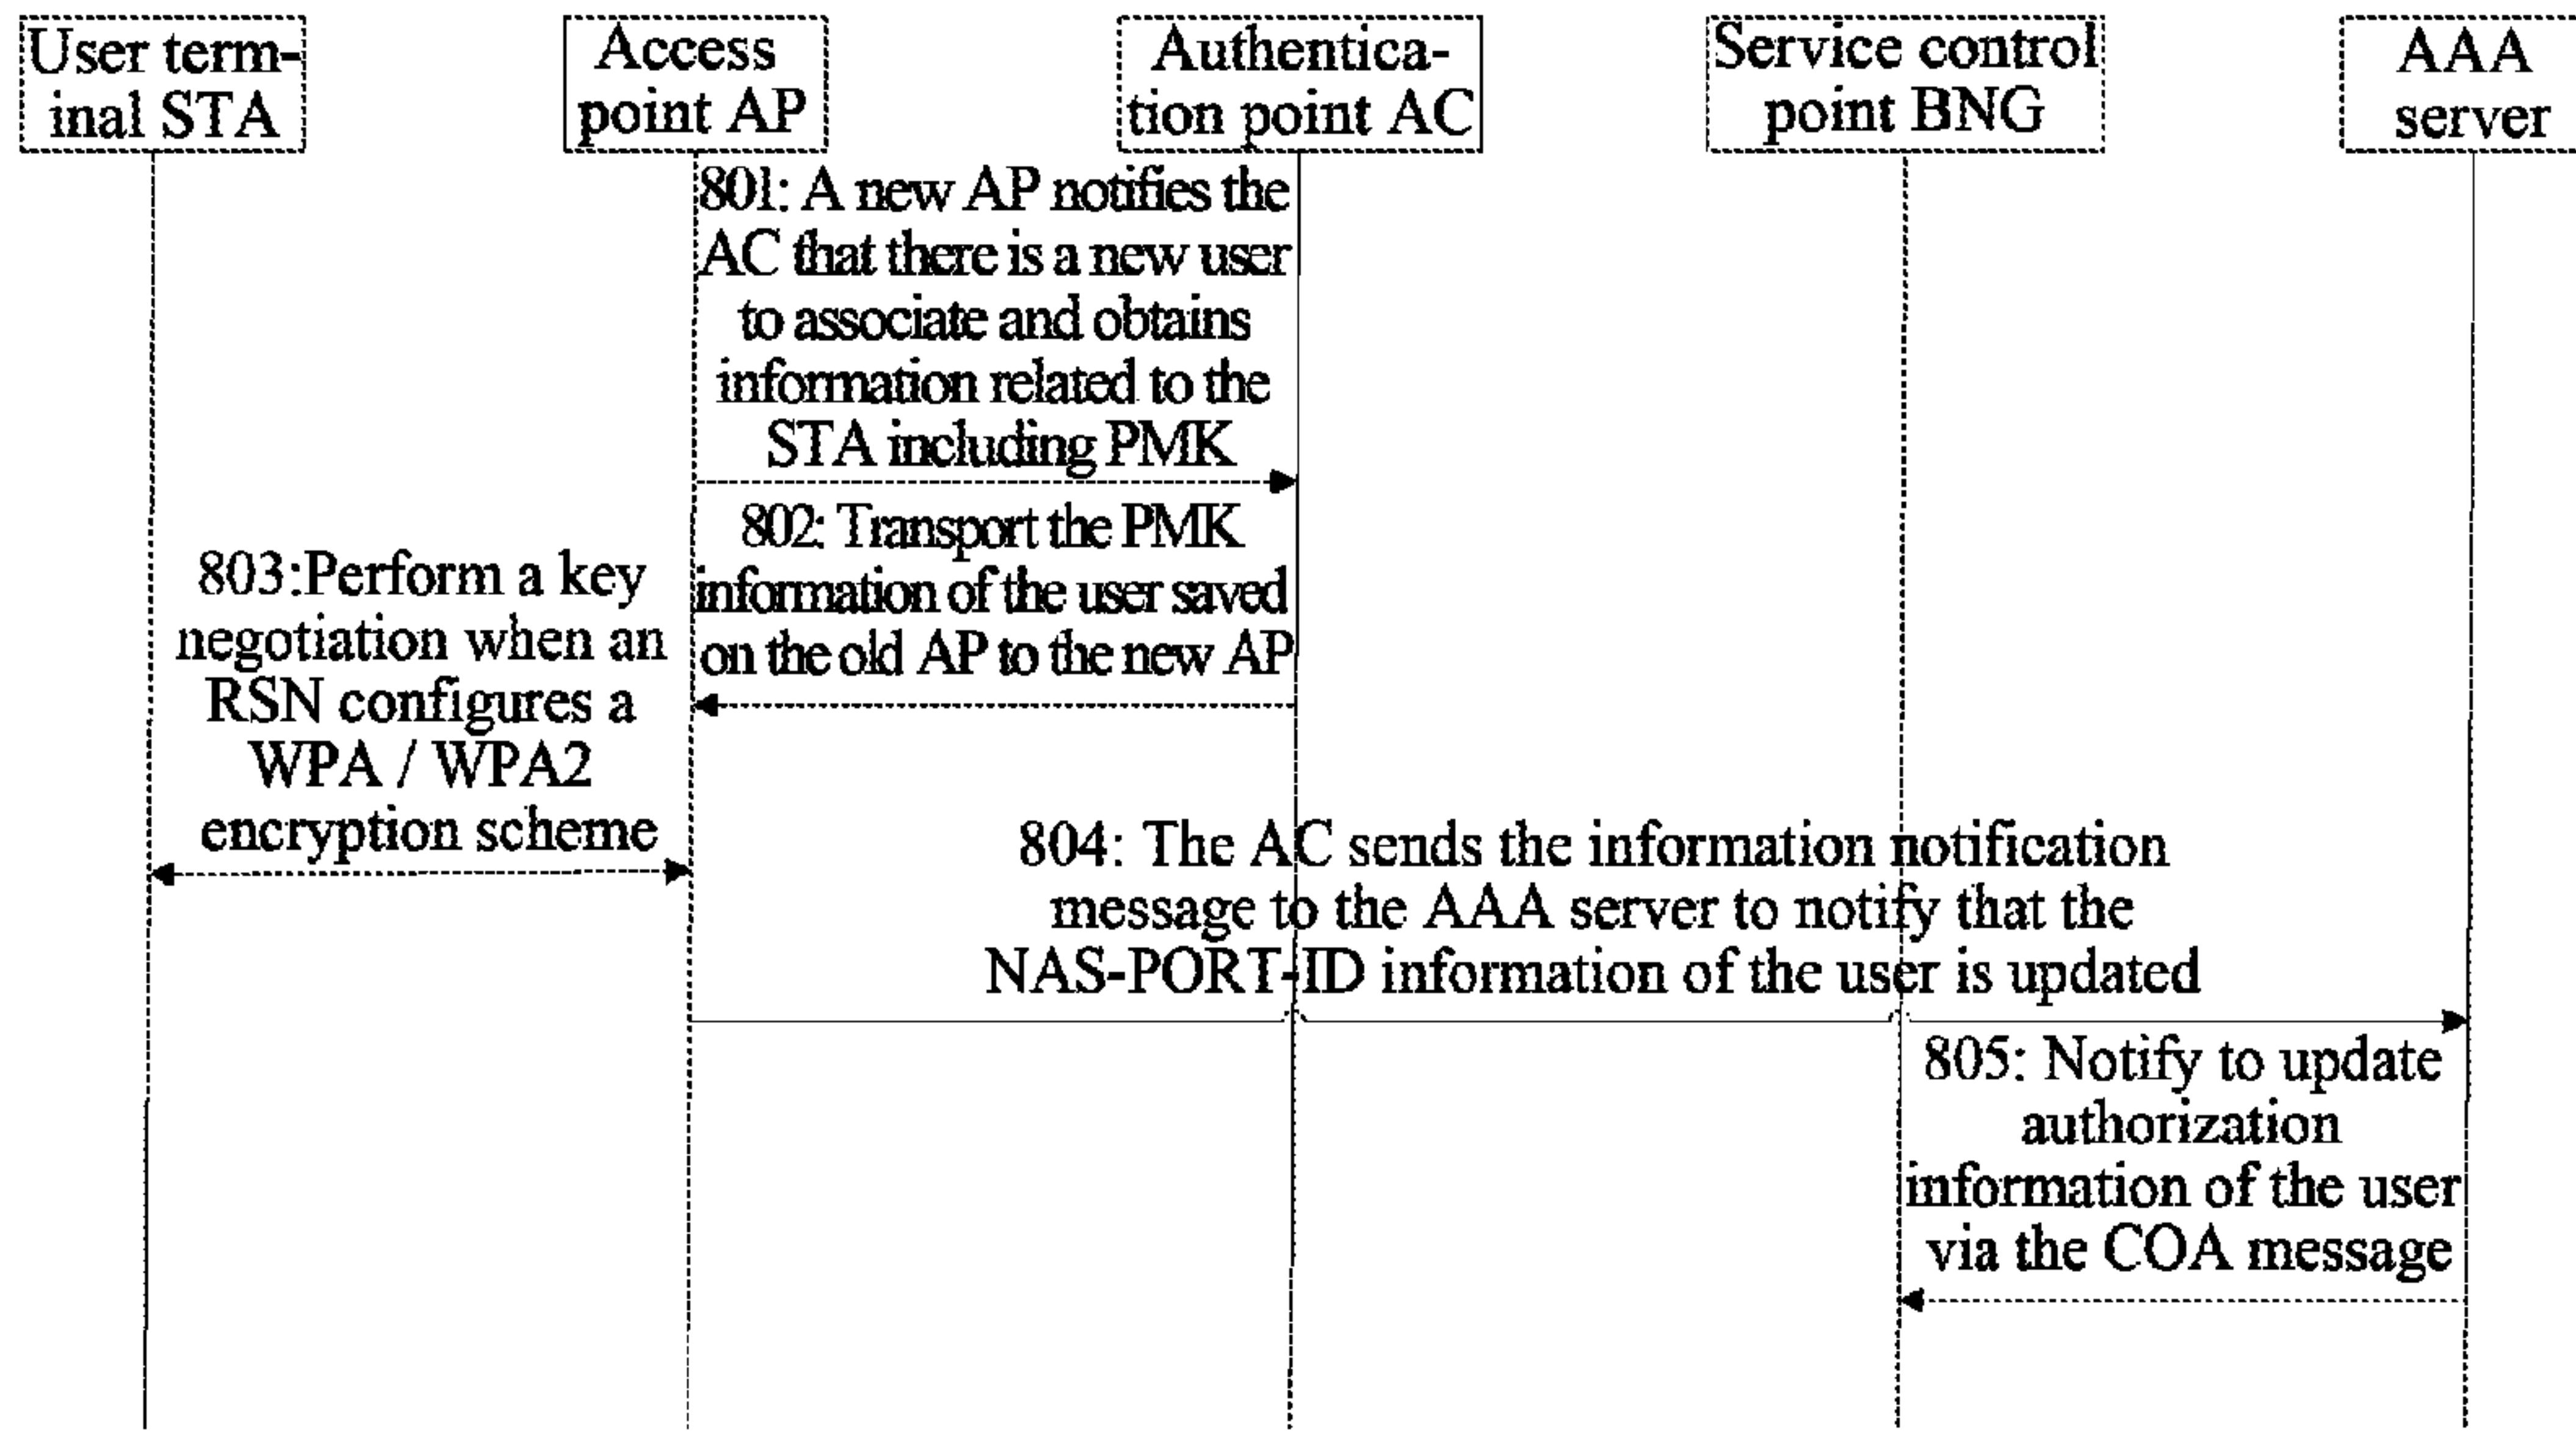 User term-
inal STA
Access
point AP
Authentica-
tion point AC
Service control
point BNG
AAA
server
801: A new AP notifies the
AC that there is a new user
to associate and obtains
information related to the
STA including PMK
802: Transport the PMK
information of the user saved
on the old AP to the new AP
803:Perform a key
negotiation when an
RSN configures a
WPA / WPA2
encryption scheme
804: The AC sends the information notification
message to the AAA server to notify that the
NAS-PORT-ID information of the user is updated
805: Notify to update
authorization
information of the user
via the COA message